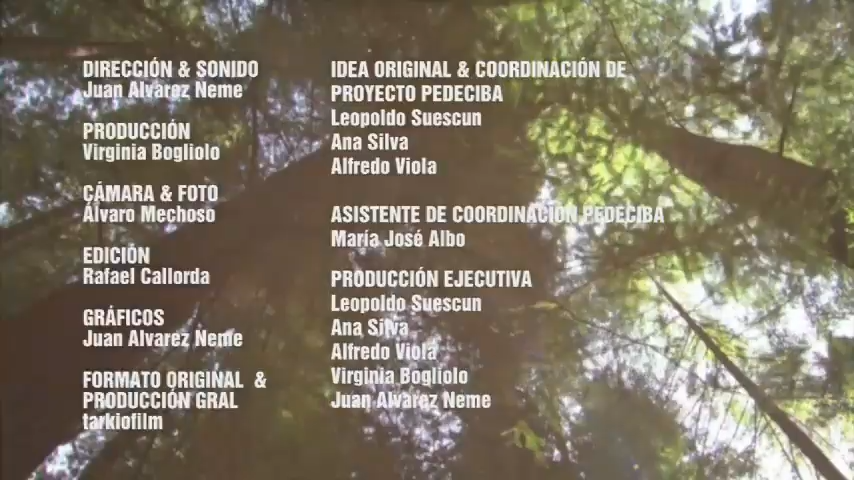 DIRECCIÓN & SONIDO
Juan Alvarez Neme
PRODUCCIÓN
Virginia Bogliolo
CÁMARA & FOTO
Álvaro Mechoso
EDICIÓN
Rafael Callorda
GRÁFICOS
Juan Alvarez Neme
FORMATO ORIGINAL &
PRODUCCIÓN GRAL
tarkiofilm
IDEA ORIGINAL & COORDINACIÓN DE
PROYECTO PEDECIBA
Leopoldo Suescun
Ana Silva
Alfredo Viola
ASISTENTE DE COORDINACIÓN PEDECIBA
María José Albo
PRODUCCIÓN EJECUTIVA
Leopoldo Suescun
Ana Silva
Alfredo Viola
Virginia Bogliolo
Juan Alvarez Neme